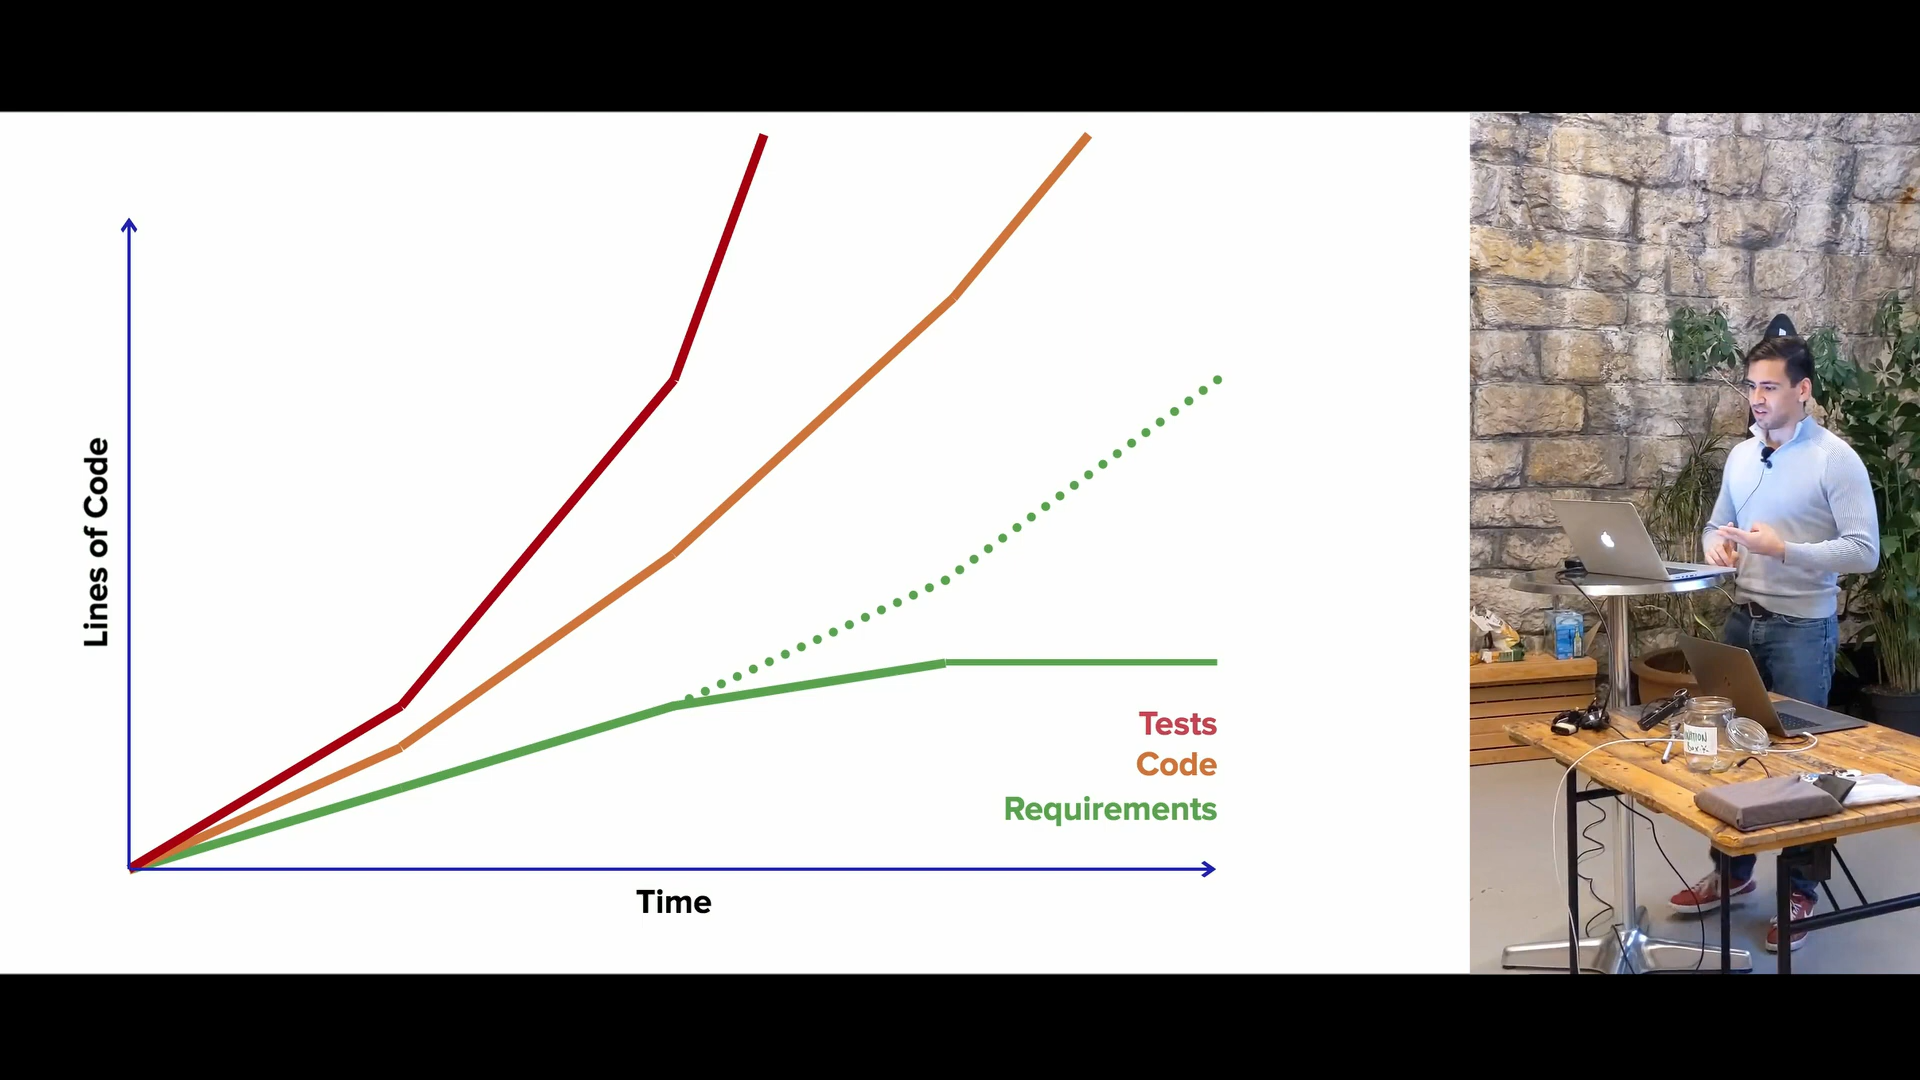 Lines of Code
Tests
Code
Requirements
Time